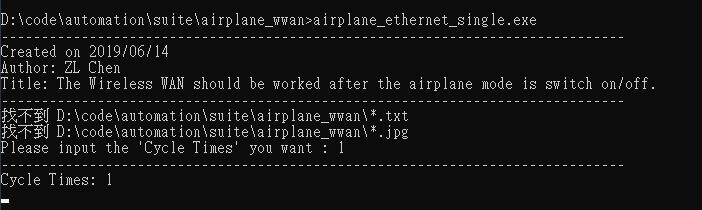 D:\code\automation\suite\airplane_wwan>airplane_ethernet_single.exe
--------------------------------------------------------------------------------
Created on 2019/06/14
Author: ZL Chen
Title: The Wireless WAN should be worked after the airplane mode is switch on/off.
--------------------------------------------------------------------------------
找不到 D:\code\automation\suite\airplane_wwan\*.txt
找不到 D:\code\automation\suite\airplane_wwan\*.jpg
Please input the 'Cycle Times' you want : 1
--------------------------------------------------------------------------------
Cycle Times: 1